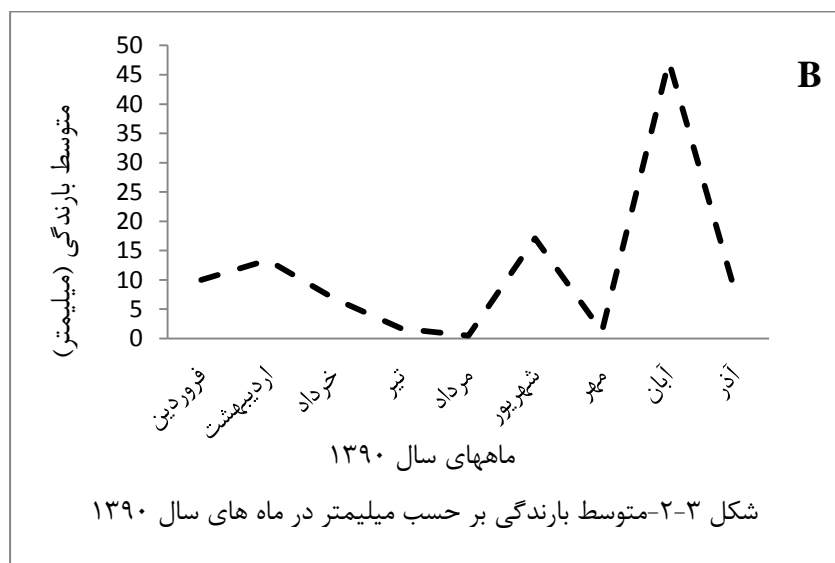 B
متوسط بارندگی (میلیمتر)
50
45
40
35
30
25
20
15
10
5
0
فروردین
اردیبهشت
خرداد
تیر
مرداد
شهریور
مهر
آبان
آذر
ماههای سال ۱۳۹۰
شکل ۳-۲-متوسط بارندگی بر حسب میلیمتر در ماه های سال ۱۳۹۰